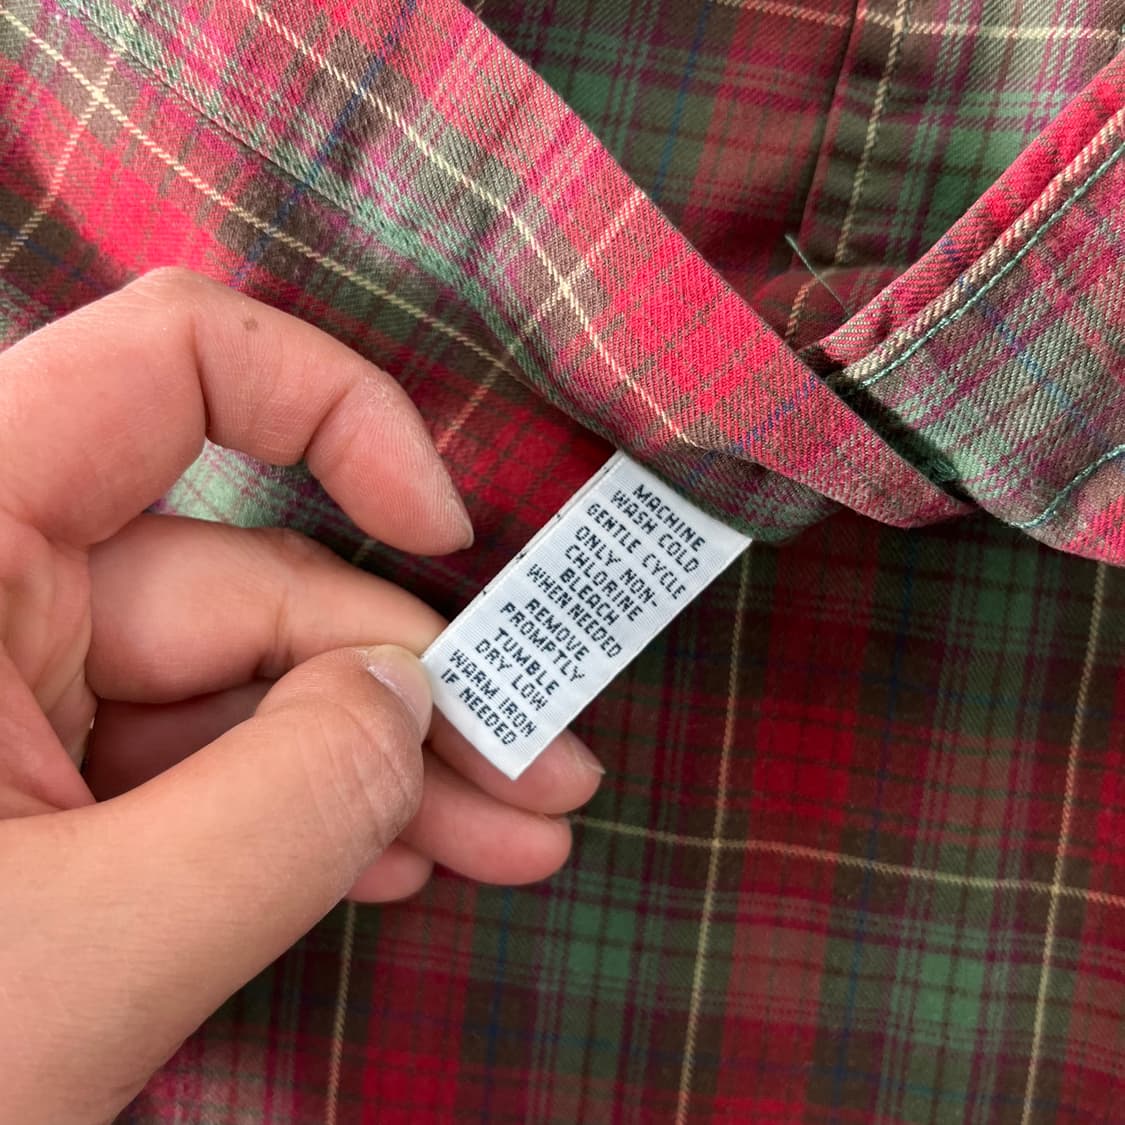 MACHINE
WASH COLD
GENTLE CYCLE
ONLY NON-
CHLORINE
BLEACH
WHEN NEEDED
REMOVE
PROMPTLY
TUMBLE
DRY LOW
WARM IRON
IF NEEDED